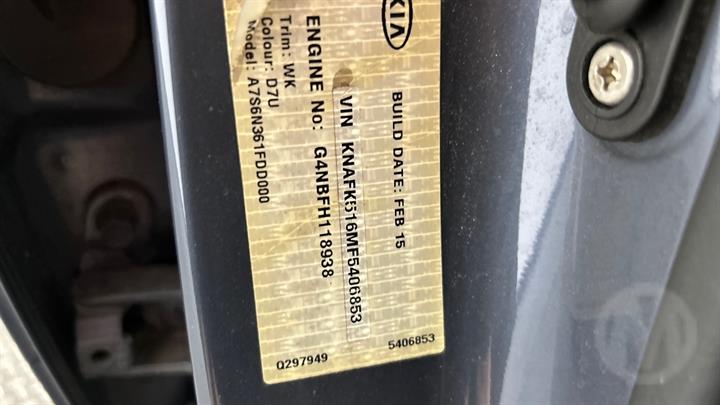 KIA
BUILD DATE: FEB 15
VIN KNAFK516MF5406853
ENGINE No: G4NBFH118938
Trim: WK
Colour: D7U
Model: A7S6N361FDD000
Q297949
5406853